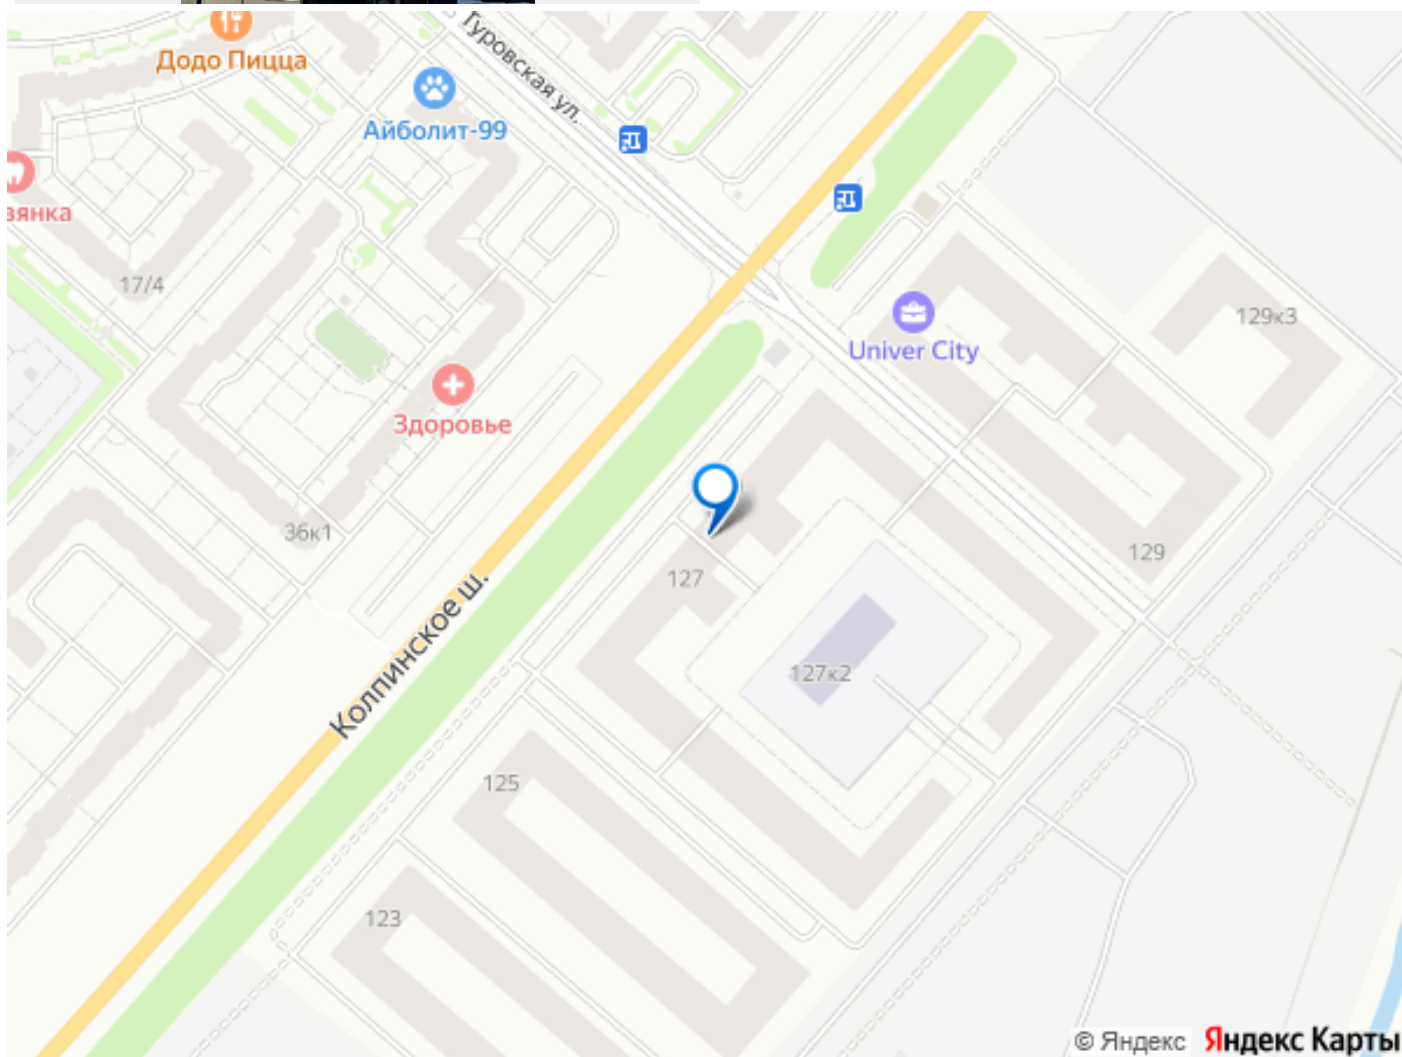 Додо Пицца
Гуровская ул.
Айболит-99
вянка
17/4
129к3
Univer City
Здоровье
36к1
129
127
Колпинское ш.
127к2
125
123
© Яндекс Яндекс Карты